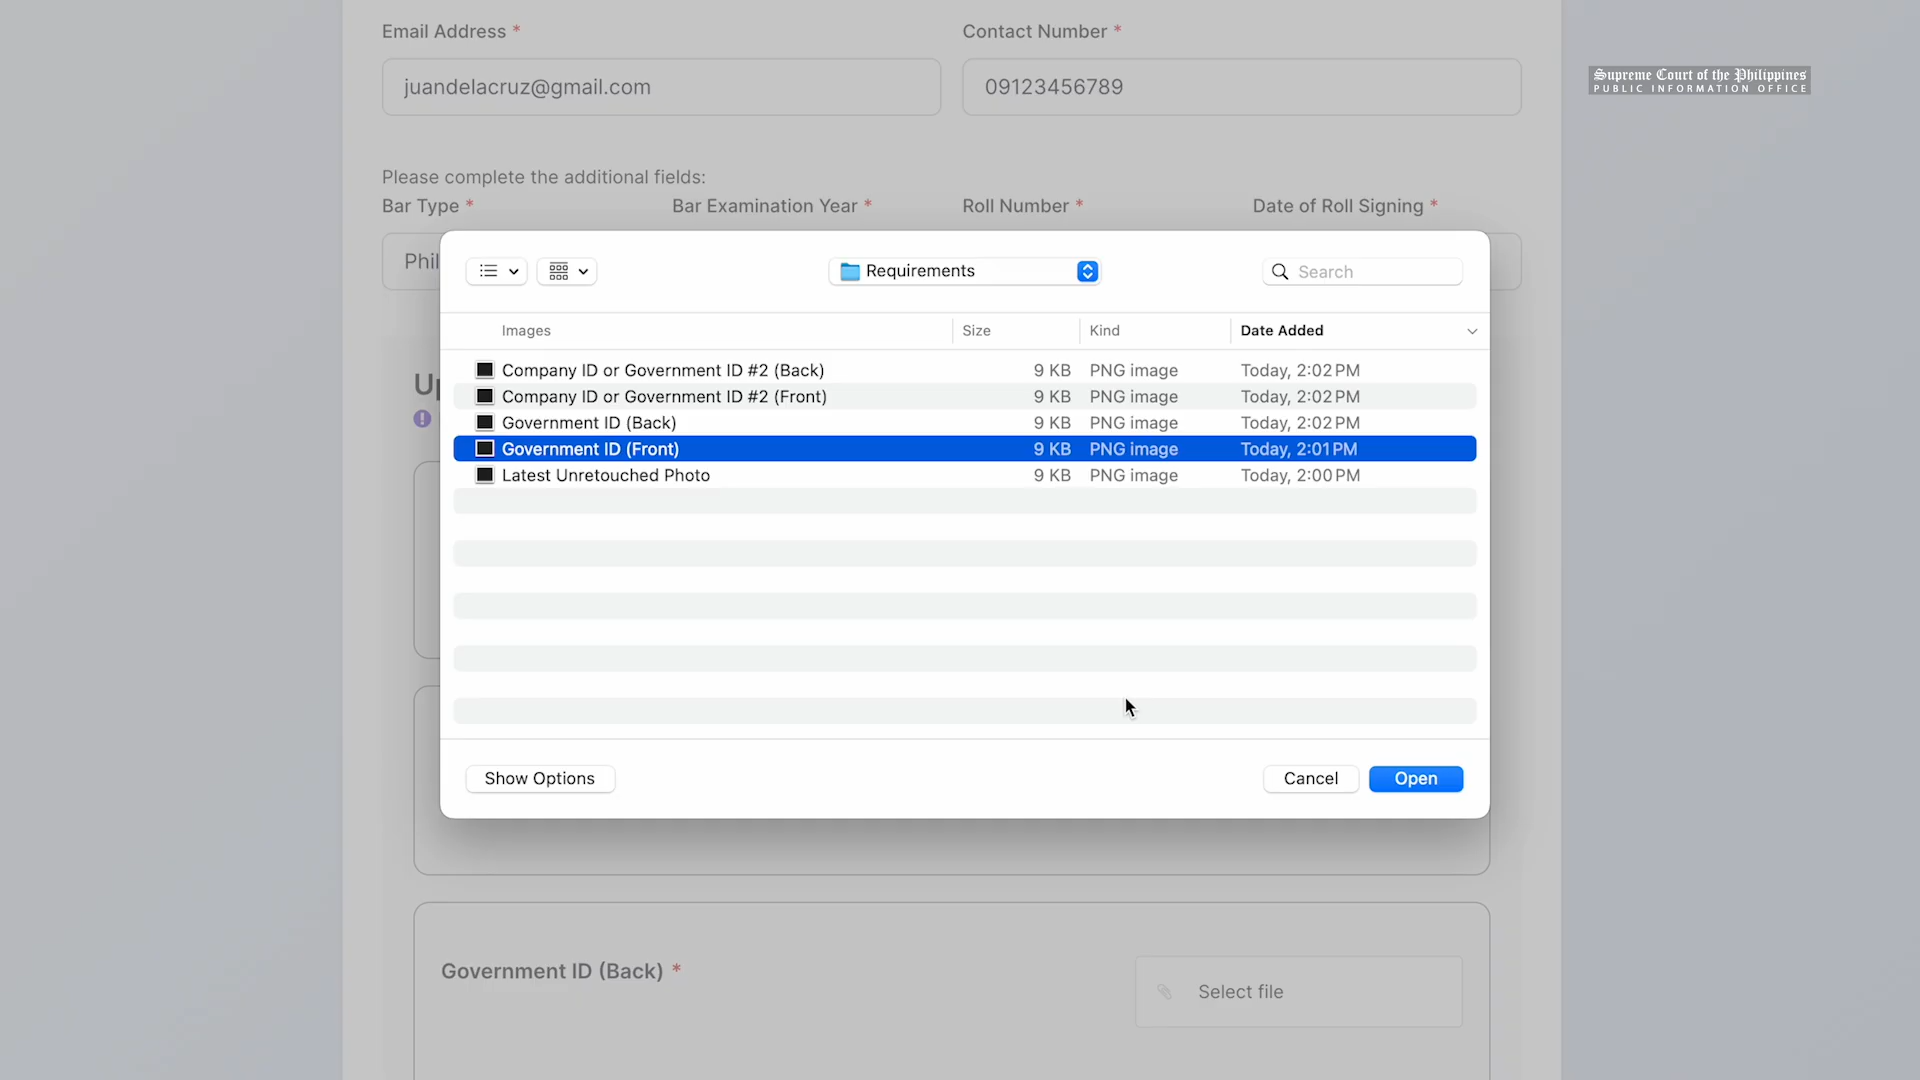 Email Address *
Contact Number *
juandelacruz@gmail.com
09123456789
Supreme Court of the Philippines
PUBLIC INFORMATION OFFICE
Please complete the additional fields:
Bar Type *
Bar Examination Year *
Roll Number *
Date of Roll Signing *
Phil
Requirements
Search
Images Size Kind Date Added
Up
Company ID or Government ID #2 (Back) 9 KB PNG image Today, 2:02 PM
Company ID or Government ID #2 (Front) 9 KB PNG image Today, 2:02 PM
Government ID (Back) 9 KB PNG image Today, 2:02 PM
Government ID (Front) 9 KB PNG image Today, 2:01 PM
Latest Unretouched Photo 9 KB PNG image Today, 2:00 PM
Show Options
Cancel
Open
Government ID (Back) *
Select file